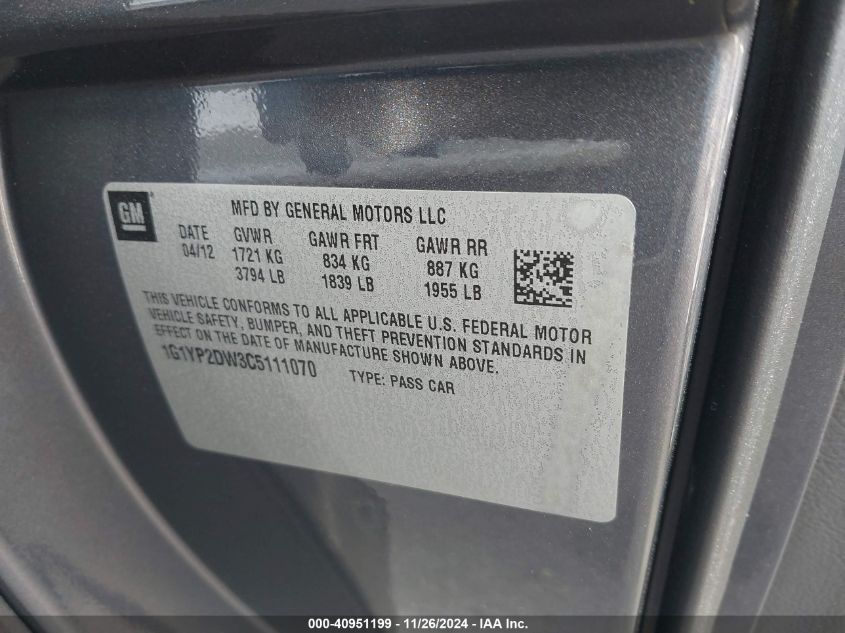 GM
MFD BY GENERAL MOTORS LLC
DATE GVWR GAWR FRT GAWR RR
04/12 1721 KG 834 KG 887 KG
3794 LB 1839 LB 1955 LB
THIS VEHICLE CONFORMS TO ALL APPLICABLE U.S. FEDERAL MOTOR
VEHICLE SAFETY, BUMPER, AND THEFT PREVENTION STANDARDS IN
EFFECT ON THE DATE OF MANUFACTURE SHOWN ABOVE.
1G1YP2DW3C5111070 TYPE: PASS CAR
000-40951199 - 11/26/2024 - IAA Inc.